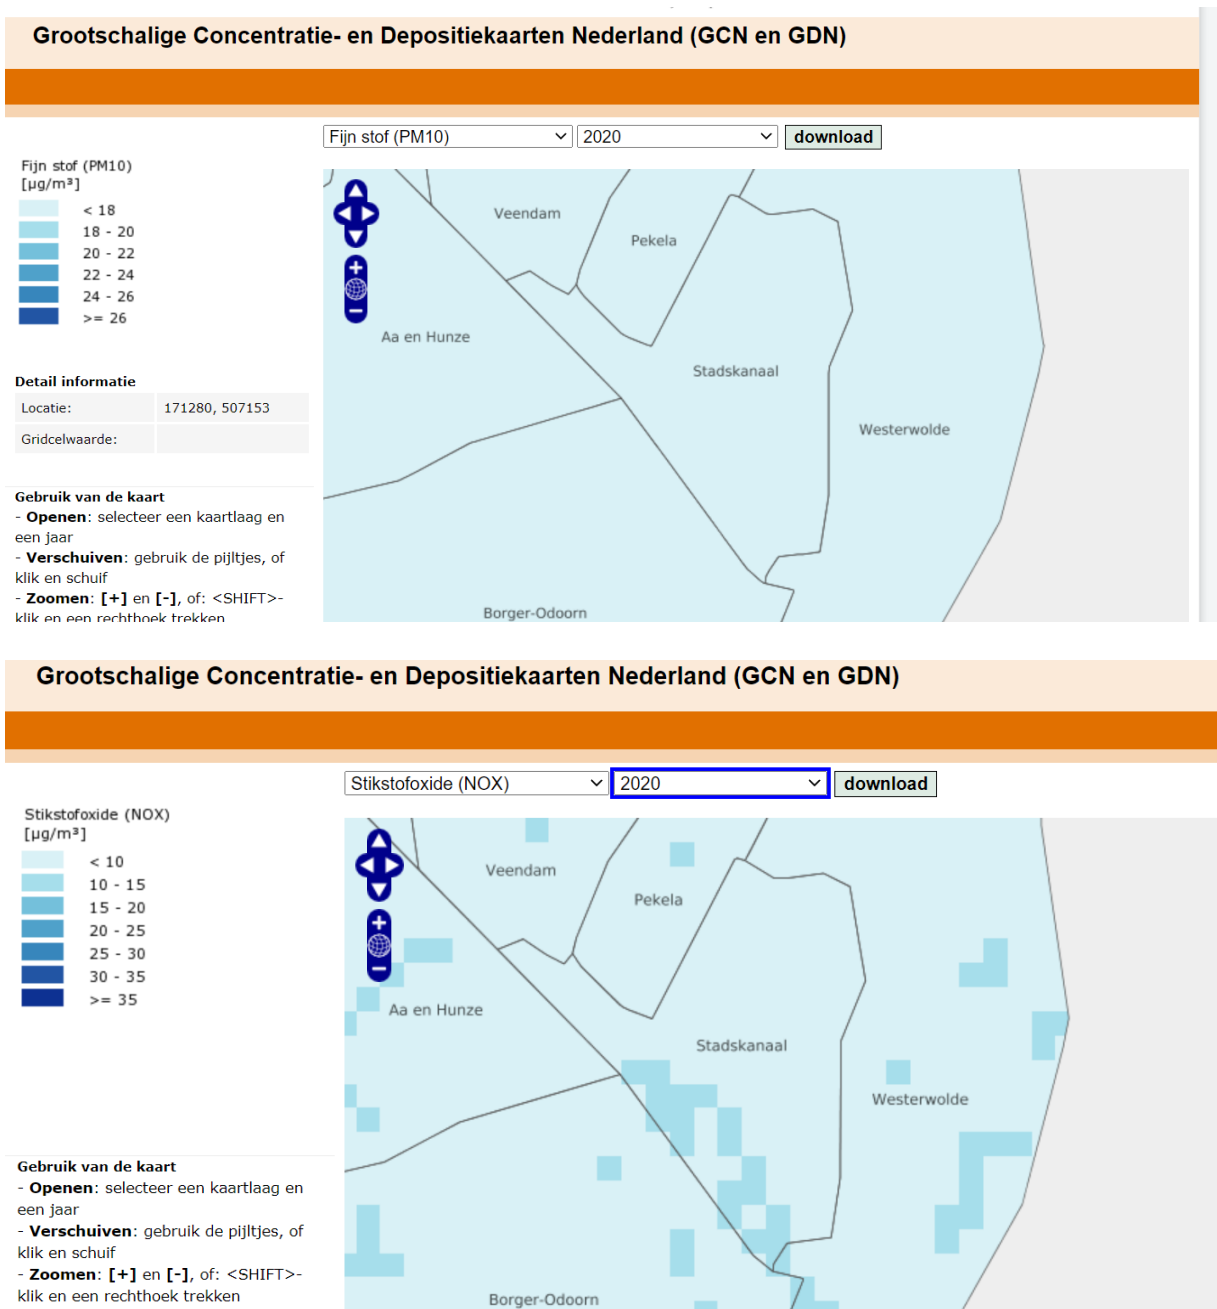 Grootschalige Concentratie- en Depositiekaarten Nederland (GCN en GDN)
Fijn stof (PM10) 2020 download
Fijn stof (PM10)
[µg/m³]
< 18
18 - 20
20 - 22
22 - 24
24 - 26
>= 26
Veendam
Pekela
Aa en Hunze
Stadskanaal
Westerwolde
Borger-Odoorn
Detail informatie
Locatie: 171280, 507153
Gridcelwaarde:
Gebruik van de kaart
- Openen: selecteer een kaartlaag en
een jaar
- Verschuiven: gebruik de pijltjes, of
klik en schuif
- Zoomen: [+] en [-], of: <SHIFT>-
klik en een rechthoek trekken
Grootschalige Concentratie- en Depositiekaarten Nederland (GCN en GDN)
Stikstofoxide (NOX) 2020 download
Stikstofoxide (NOX)
[µg/m³]
< 10
10 - 15
15 - 20
20 - 25
25 - 30
30 - 35
>= 35
Veendam
Pekela
Aa en Hunze
Stadskanaal
Westerwolde
Borger-Odoorn
Gebruik van de kaart
- Openen: selecteer een kaartlaag en
een jaar
- Verschuiven: gebruik de pijltjes, of
klik en schuif
- Zoomen: [+] en [-], of: <SHIFT>-
klik en een rechthoek trekken